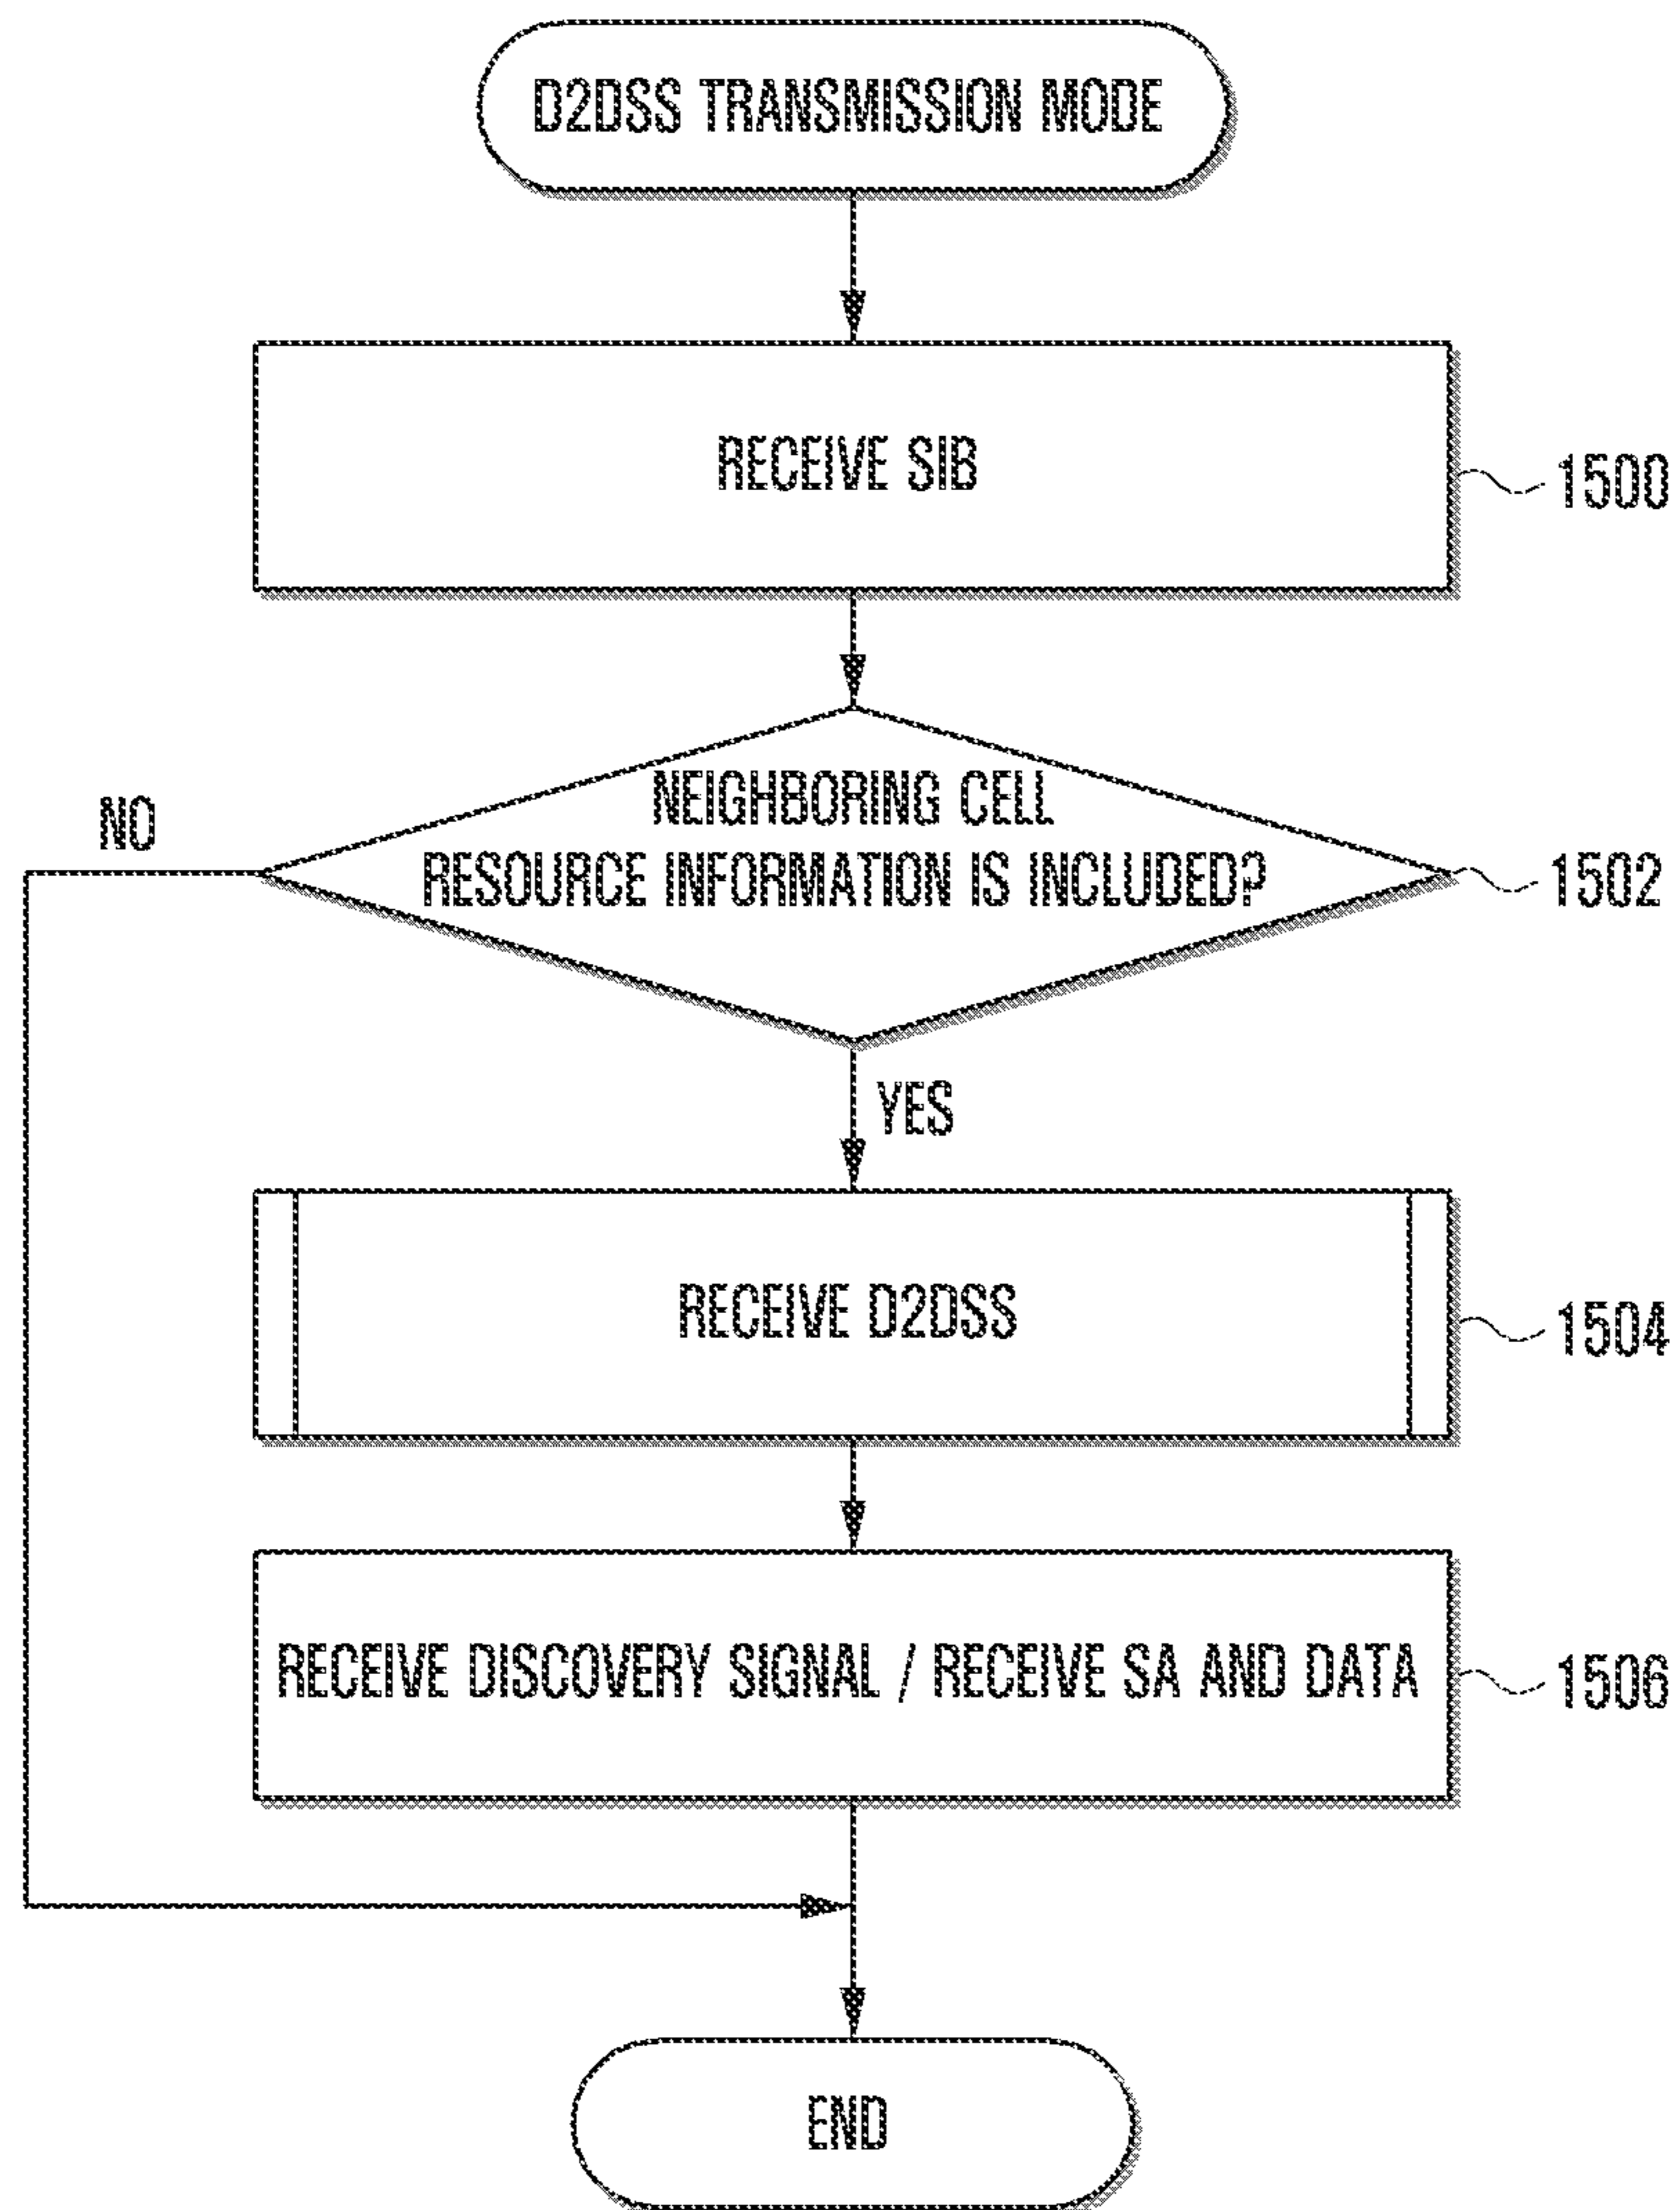 D2DSS TRANSMISSION MODE
RECEIVE SIB
1500
NEIGHBORING CELL
RESOURCE INFORMATION IS INCLUDED?
1502
NO
YES
RECEIVE D2DSS
1504
RECEIVE DISCOVERY SIGNAL / RECEIVE SA AND DATA
1506
END